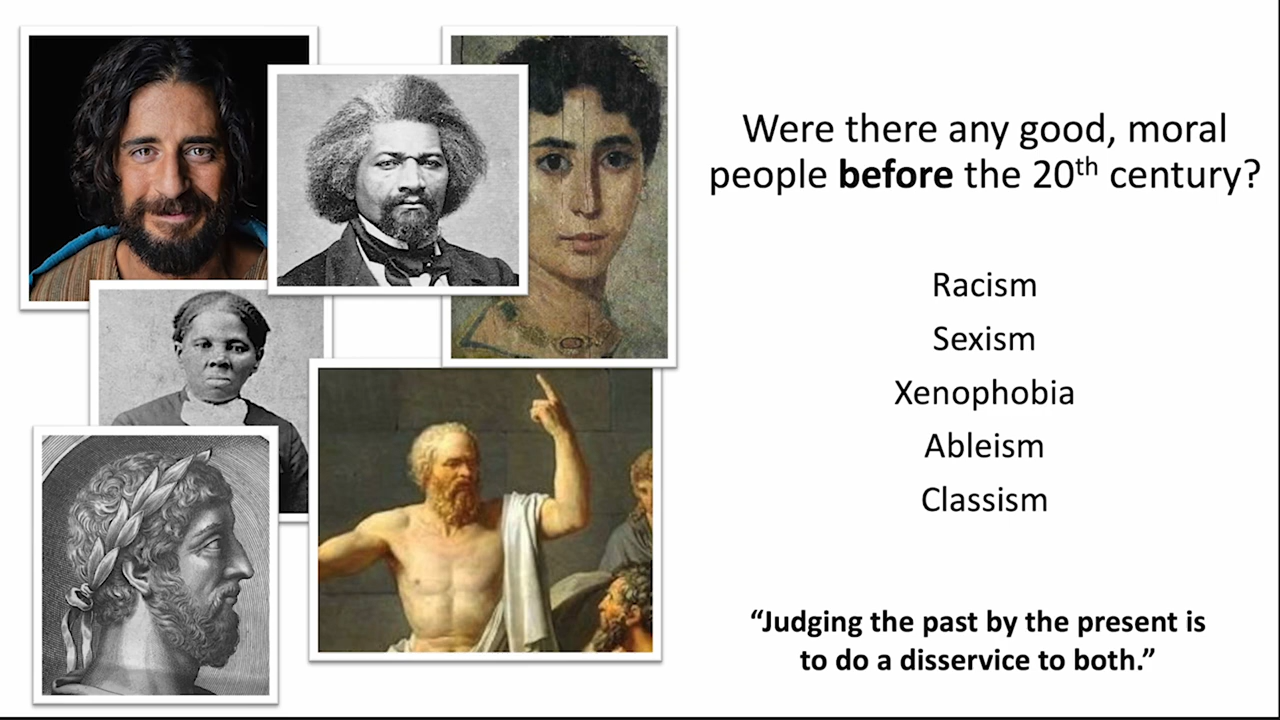 Were there any good, moral
people before the 20th century?
Racism
Sexism
Xenophobia
Ableism
Classism
“Judging the past by the present is
to do a disservice to both.”